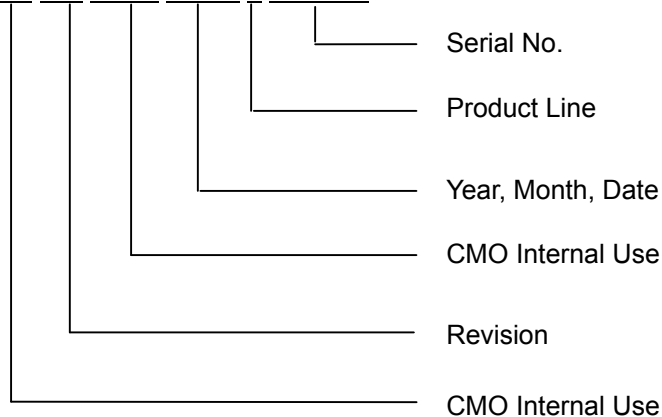 Serial No.
Product Line
Year, Month, Date
CMO Internal Use
Revision
CMO Internal Use